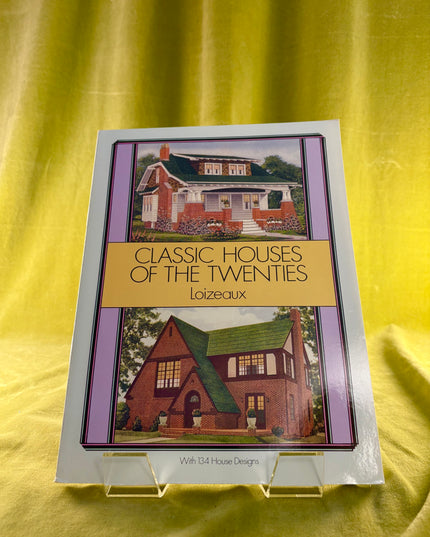 CLASSIC HOUSES
OF THE TWENTIES
Loizeaux
With 134 House Designs